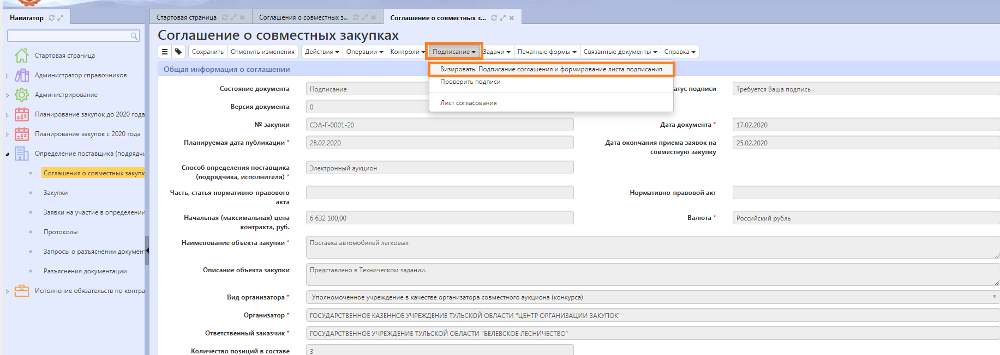 Навигатор
Стартовая страница
Соглашения о совместных з...
Соглашение о совместных з...
Соглашение о совместных закупках
Сохранить
Отменить изменения
Действия
Операции
Контроли
Подписание
Задачи
Печатные формы
Связанные документы
Справка
Визировать. Подписание соглашения и формирование листа подписания
Проверить подписи
Лист согласования
Стартовая страница
Администратор справочников
Администрирование
Планирование закупок до 2020 года
Планирование закупок с 2020 года
Определение поставщика (подрядчи
Соглашения о совместных закупк
Закупки
Заявки на участие в определении
Протоколы
Запросы о разъяснении документ
Разъяснения документации
Исполнение обязательств по контра
Общая информация о соглашении
Состояние документа
Подписание
татус подписи
Требуется Ваша подпись
Версия документа
0
№ закупки
СЭА-Г-0001-20
Дата документа *
17.02.2020
Планируемая дата публикации *
28.02.2020
Дата окончания приема заявок на
совместную закупку
25.02.2020
Способ определения поставщика
(подрядчика, исполнителя) *
Электронный аукцион
Часть, статья нормативно-правового
акта
Нормативно-правовой акт
Начальная (максимальная) цена
контракта, руб.
6 632 100,00
Валюта *
Российский рубль
Наименование объекта закупки *
Поставка автомобилей легковых
Описание объекта закупки
Представлено в Техническом задании.
Вид организатора *
Уполномоченное учреждение в качестве организатора совместного аукциона (конкурса)
Организатор *
ГОСУДАРСТВЕННОЕ КАЗЕННОЕ УЧРЕЖДЕНИЕ ТУЛЬСКОЙ ОБЛАСТИ "ЦЕНТР ОРГАНИЗАЦИИ ЗАКУПОК"
Ответственный заказчик *
ГОСУДАРСТВЕННОЕ УЧРЕЖДЕНИЕ ТУЛЬСКОЙ ОБЛАСТИ "БЕЛЕВСКОЕ ЛЕСНИЧЕСТВО"
Количество позиций в составе
3